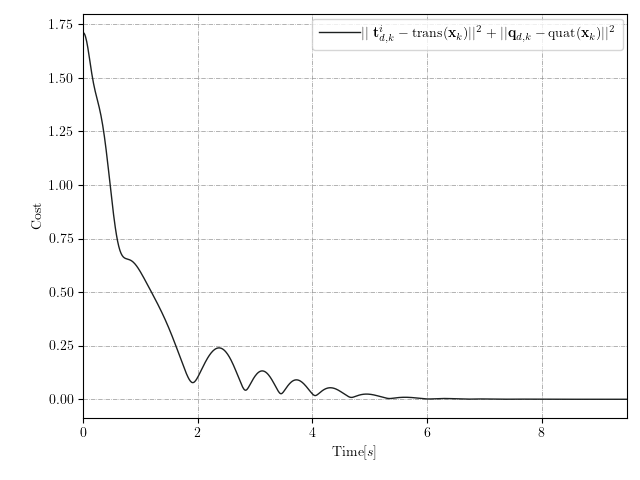 1.75
1.50
1.25
1.00
0.75
0.50
0.25
0.00
Cost
|| t^i_{d,k} − trans(x_k)||^2 + ||q_{d,k} − quat(x_k)||^2
0 2 4 6 8
Time[s]